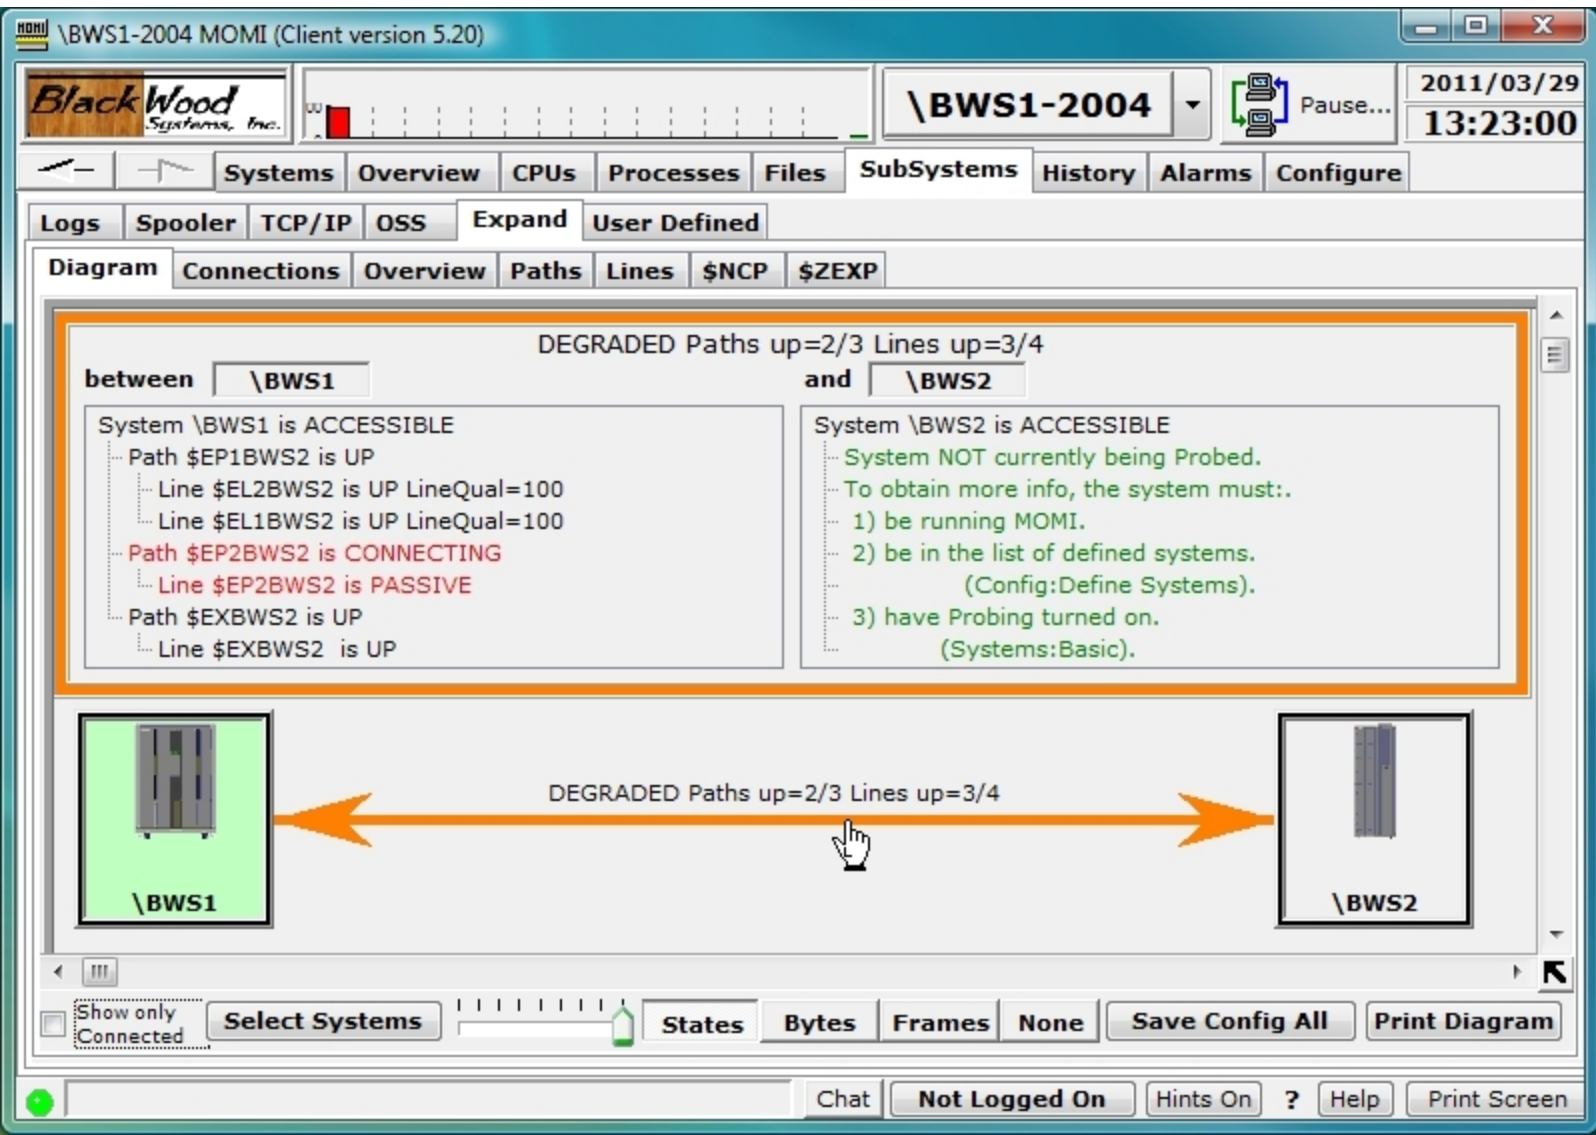 MOMI \BWS1-2004 MOMI (Client version 5.20)
BlackWood
Systems, Inc.
\BWS1-2004
Pause...
2011/03/29
13:23:00
Systems Overview CPUs Processes Files SubSystems History Alarms Configure
Logs Spooler TCP/IP OSS Expand User Defined
Diagram Connections Overview Paths Lines $NCP $ZEXP
DEGRADED Paths up=2/3 Lines up=3/4
between \BWS1 and \BWS2
System \BWS1 is ACCESSIBLE
Path $EP1BWS2 is UP
Line $EL2BWS2 is UP LineQual=100
Line $EL1BWS2 is UP LineQual=100
Path $EP2BWS2 is CONNECTING
Line $EP2BWS2 is PASSIVE
Path $EXBWS2 is UP
Line $EXBWS2 is UP
System \BWS2 is ACCESSIBLE
System NOT currently being Probed.
To obtain more info, the system must:.
1) be running MOMI.
2) be in the list of defined systems.
(Config:Define Systems).
3) have Probing turned on.
(Systems:Basic).
DEGRADED Paths up=2/3 Lines up=3/4
\BWS1
\BWS2
Show only
Connected
Select Systems States Bytes Frames None Save Config All Print Diagram
Chat Not Logged On Hints On ? Help Print Screen